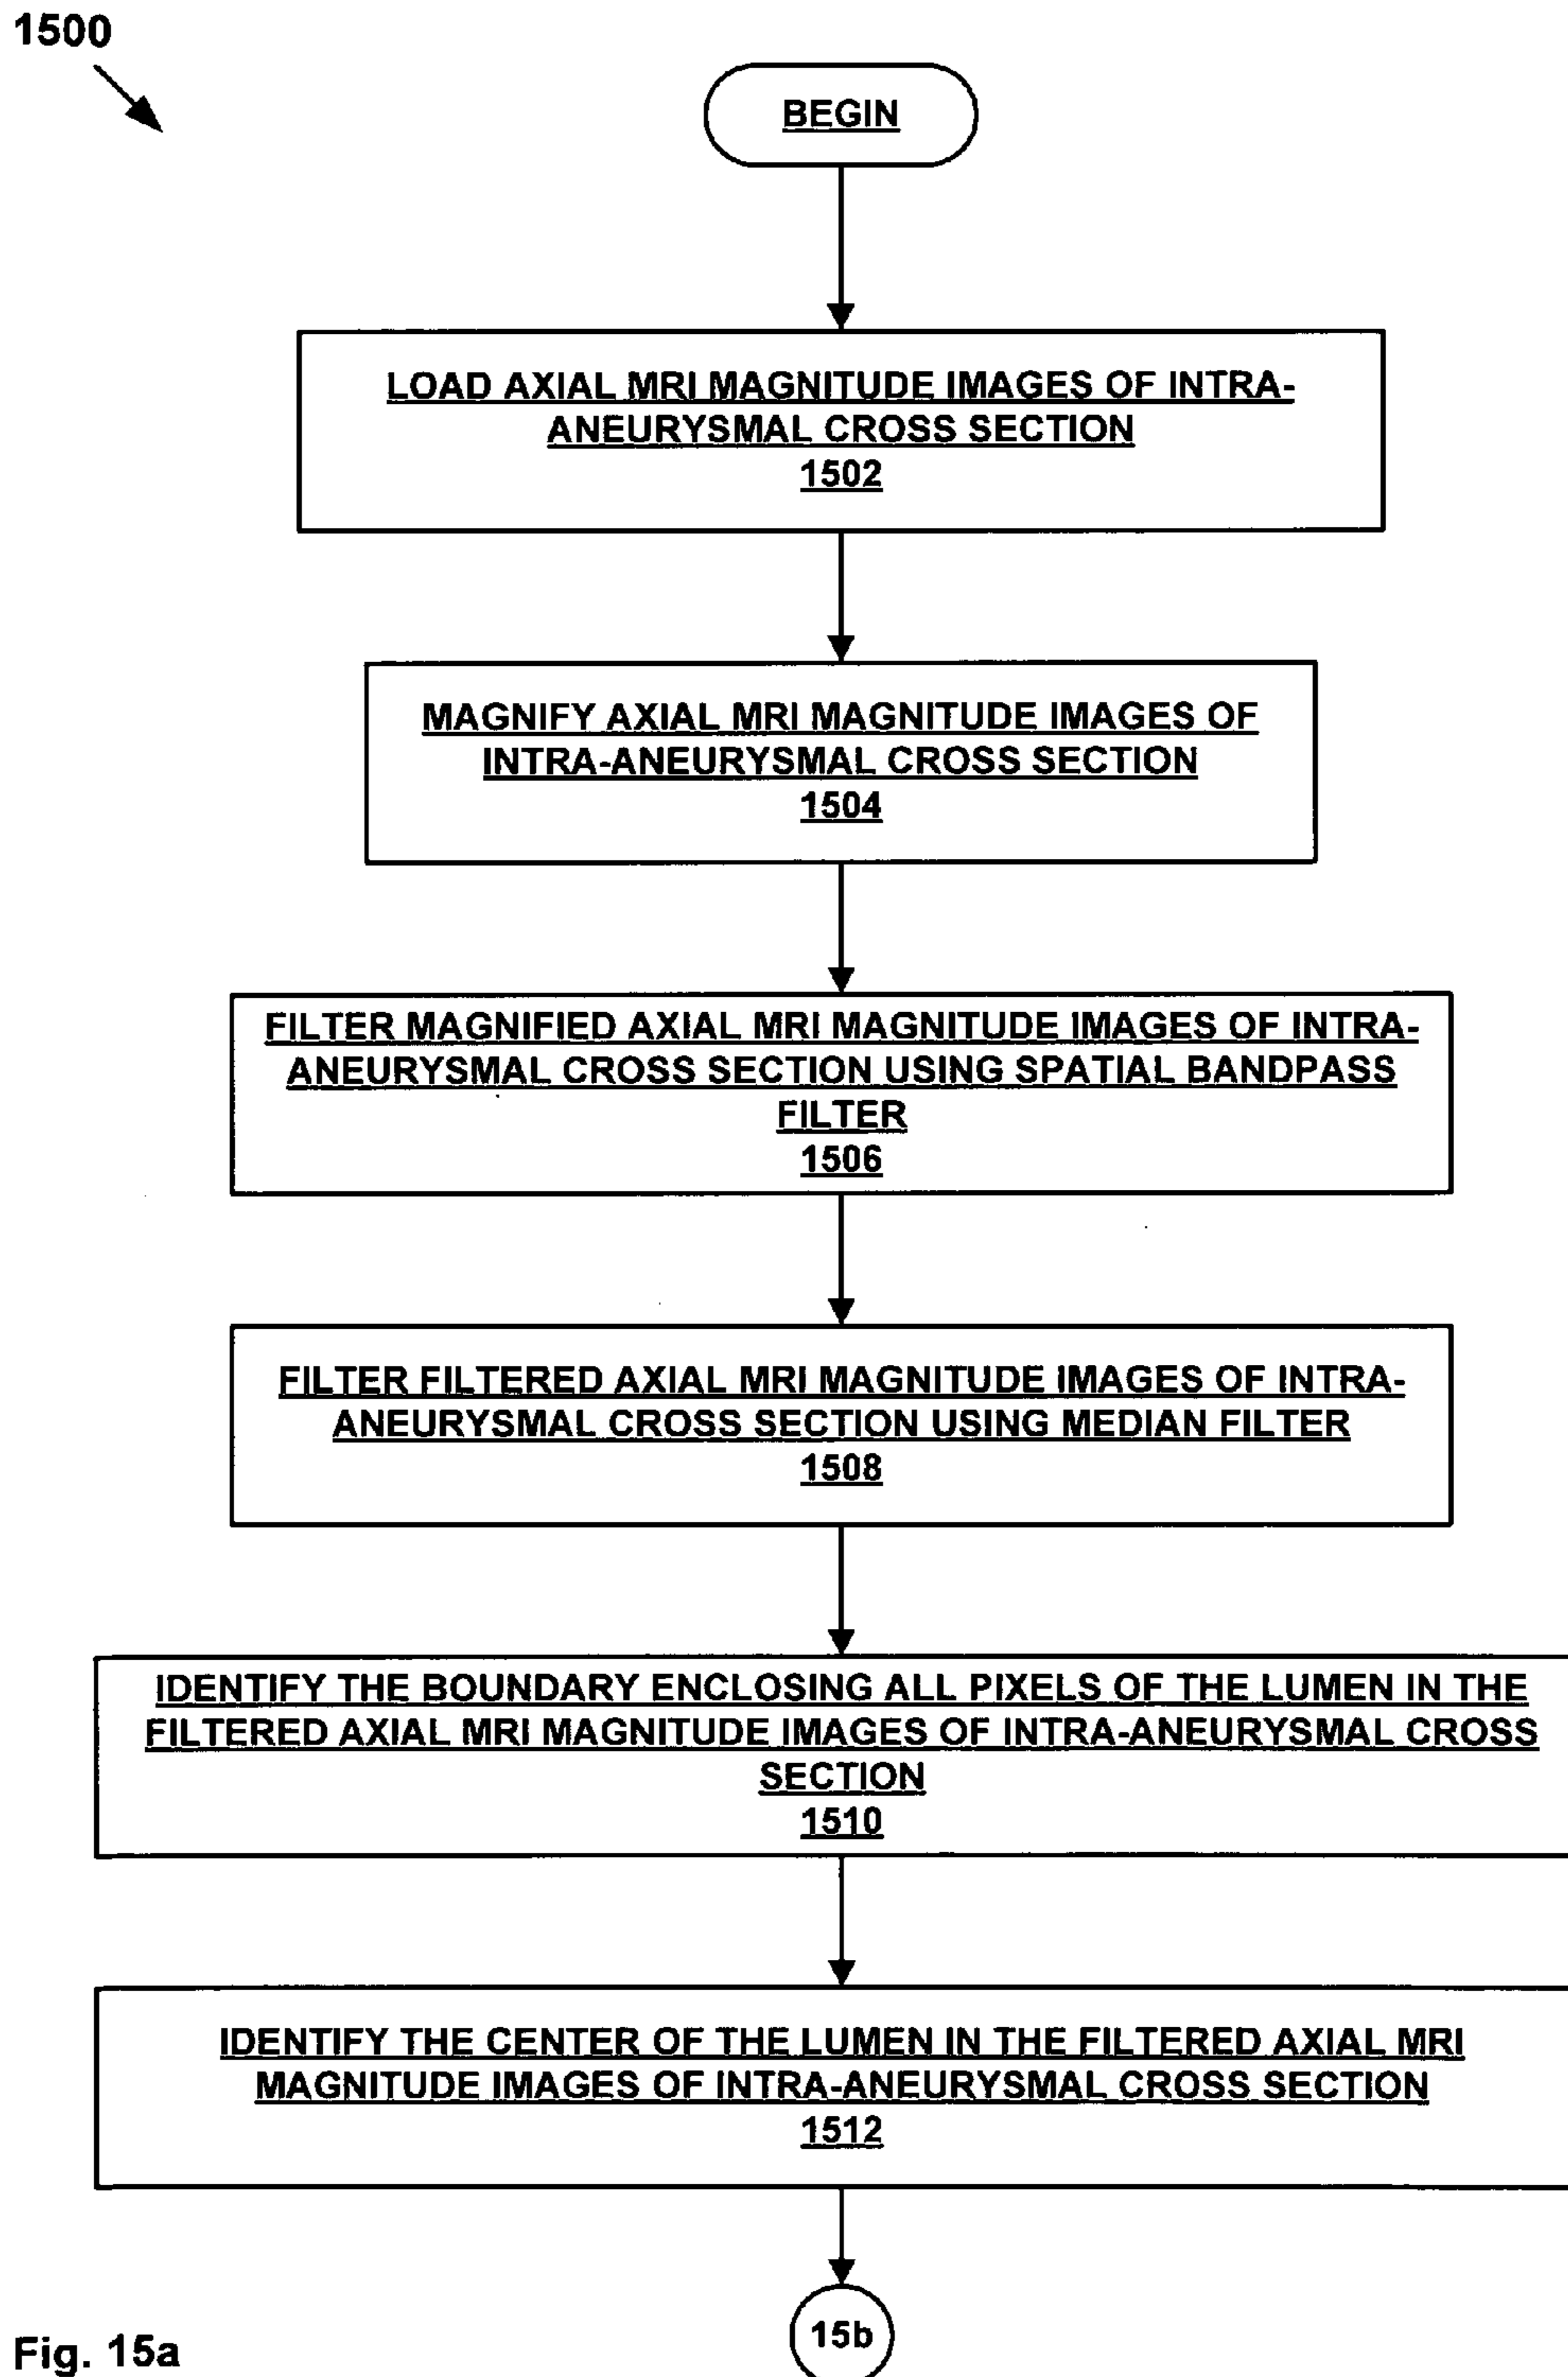 1500
BEGIN
LOAD AXIAL MRI MAGNITUDE IMAGES OF INTRA-
ANEURYSMAL CROSS SECTION
1502
MAGNIFY AXIAL MRI MAGNITUDE IMAGES OF
INTRA-ANEURYSMAL CROSS SECTION
1504
FILTER MAGNIFIED AXIAL MRI MAGNITUDE IMAGES OF INTRA-
ANEURYSMAL CROSS SECTION USING SPATIAL BANDPASS
FILTER
1506
FILTER FILTERED AXIAL MRI MAGNITUDE IMAGES OF INTRA-
ANEURYSMAL CROSS SECTION USING MEDIAN FILTER
1508
IDENTIFY THE BOUNDARY ENCLOSING ALL PIXELS OF THE LUMEN IN THE
FILTERED AXIAL MRI MAGNITUDE IMAGES OF INTRA-ANEURYSMAL CROSS
SECTION
1510
IDENTIFY THE CENTER OF THE LUMEN IN THE FILTERED AXIAL MRI
MAGNITUDE IMAGES OF INTRA-ANEURYSMAL CROSS SECTION
1512
15b
Fig. 15a